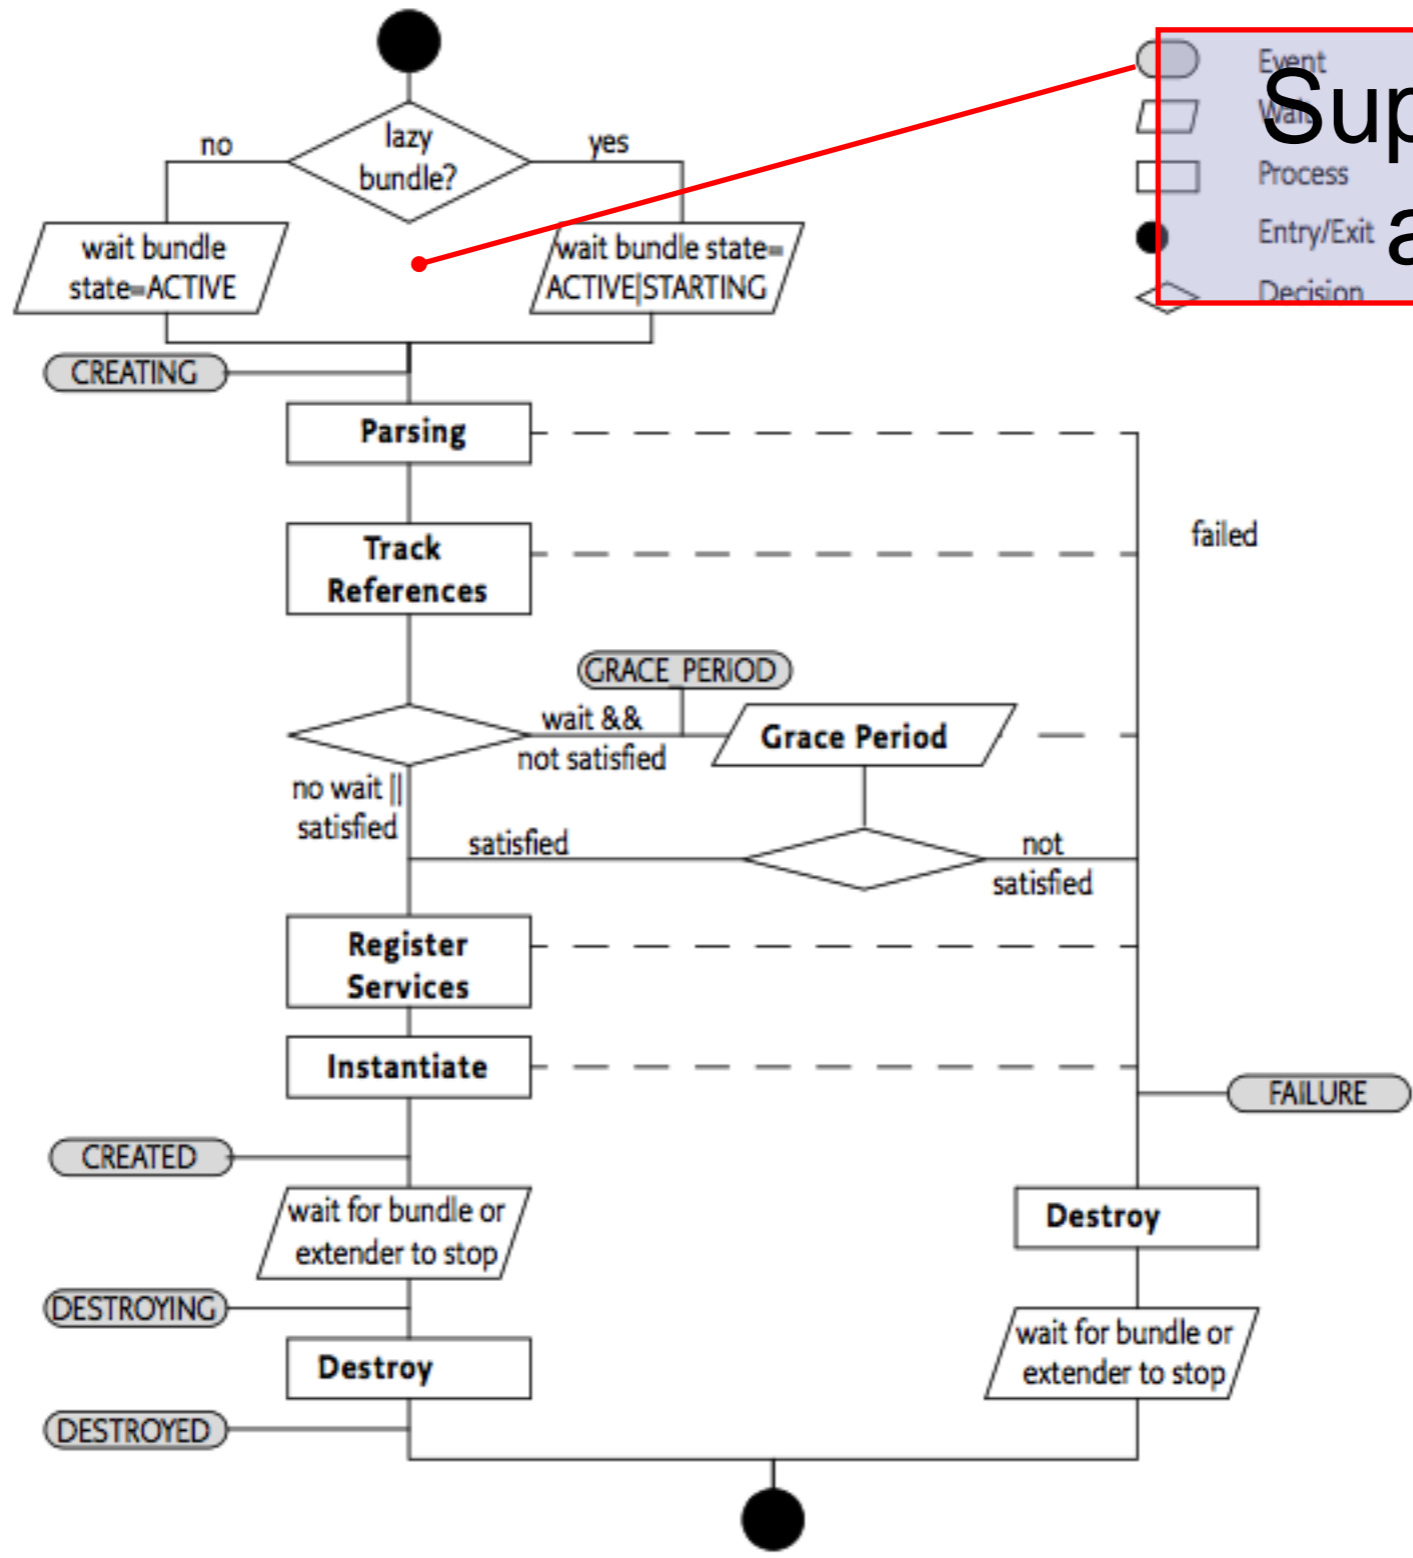 lazy
bundle?
no
yes
wait bundle
state=ACTIVE
wait bundle state=
ACTIVE|STARTING
Event
Wait
Process
Entry/Exit
Decision
CREATING
Parsing
Track
References
failed
GRACE_PERIOD
wait &&
not satisfied
Grace Period
no wait ||
satisfied
satisfied
not
satisfied
Register
Services
Instantiate
FAILURE
CREATED
wait for bundle or
extender to stop
Destroy
DESTROYING
Destroy
wait for bundle or
extender to stop
DESTROYED